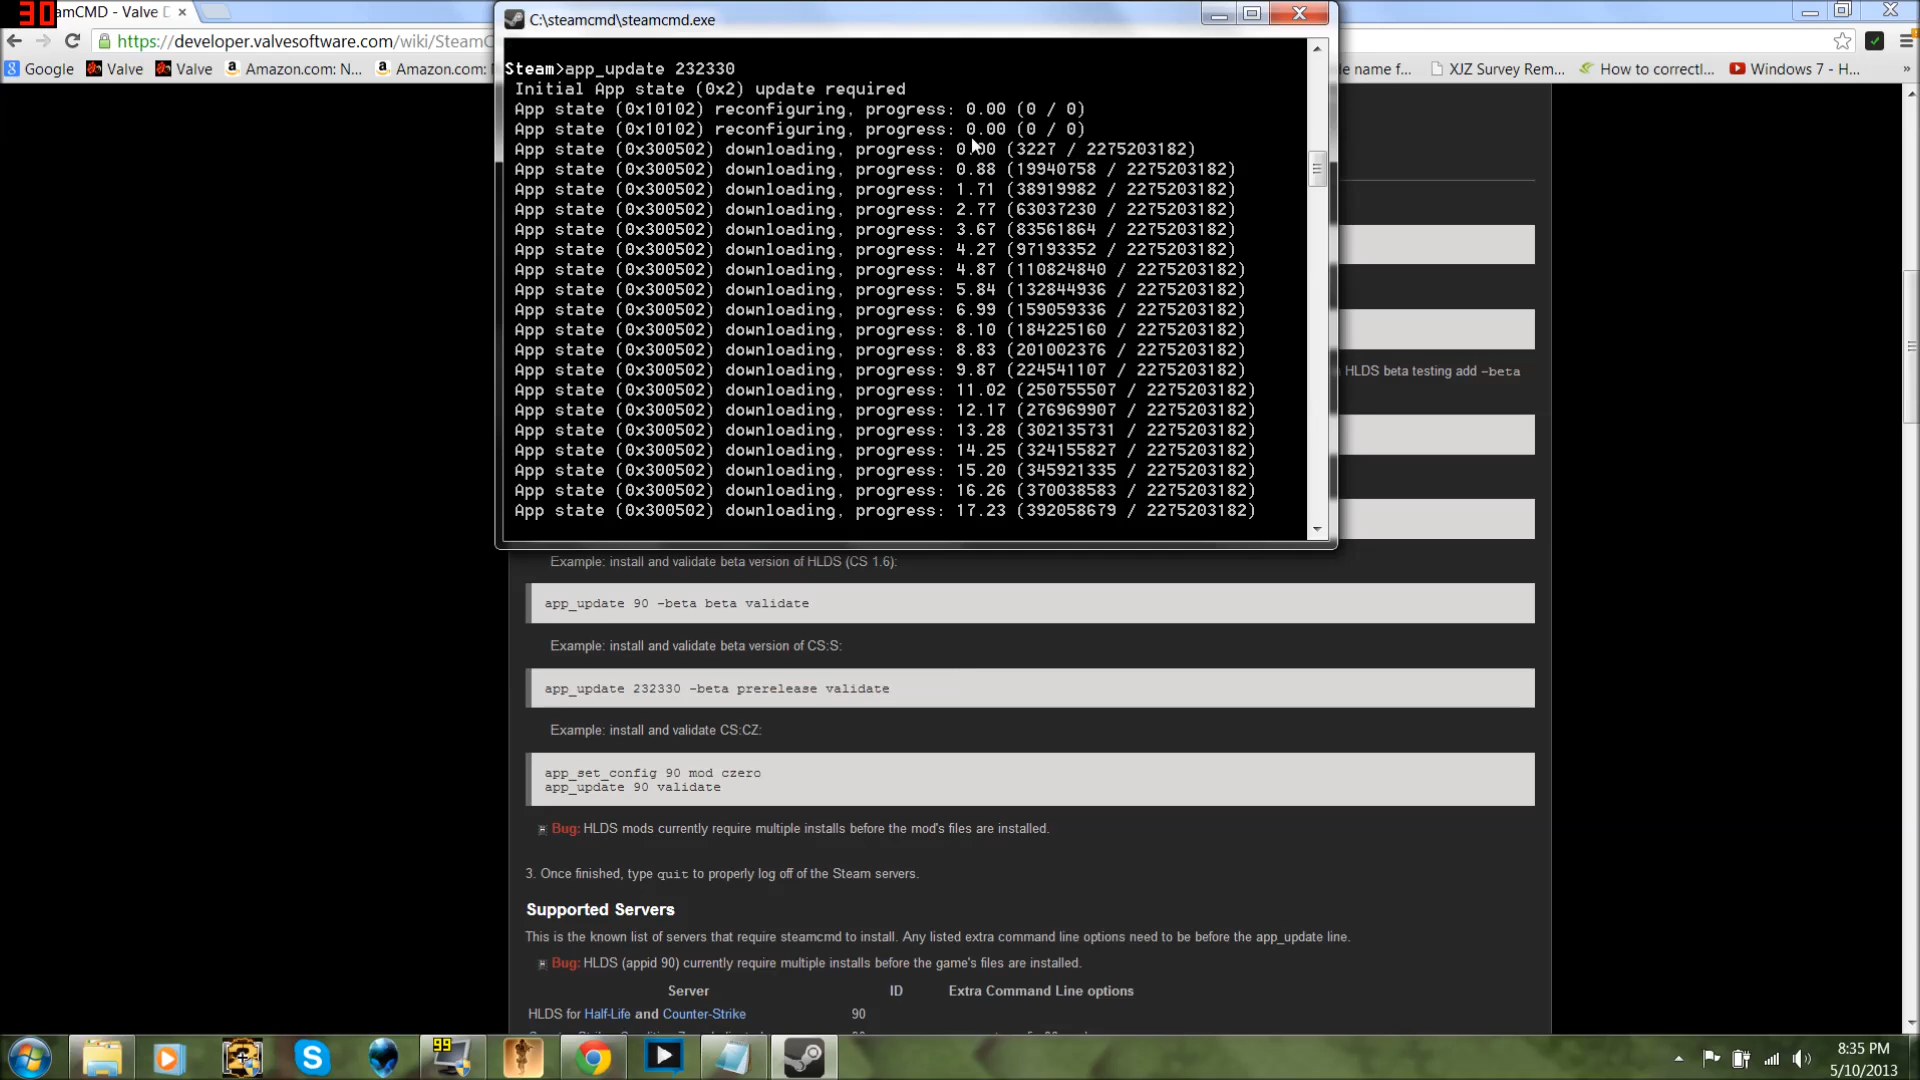 30
amCMD - Valve D
C:\steamcmd\steamcmd.exe
https://developer.valvesoftware.com/wiki/SteamC
Google
Valve
Valve
Amazon.com: N...
Amazon.com
le name f...
XJZ Survey Rem...
How to correctl...
Windows 7 - H...
Steam>app_update 232330
Initial App state (0x2) update required
App state (0x10102) reconfiguring, progress: 0.00 (0 / 0)
App state (0x10102) reconfiguring, progress: 0.00 (0 / 0)
App state (0x300502) downloading, progress: 0.00 (3227 / 2275203182)
App state (0x300502) downloading, progress: 0.88 (19940758 / 2275203182)
App state (0x300502) downloading, progress: 1.71 (38919982 / 2275203182)
App state (0x300502) downloading, progress: 2.77 (63037230 / 2275203182)
App state (0x300502) downloading, progress: 3.67 (83561864 / 2275203182)
App state (0x300502) downloading, progress: 4.27 (97193352 / 2275203182)
App state (0x300502) downloading, progress: 4.87 (110824840 / 2275203182)
App state (0x300502) downloading, progress: 5.84 (132844936 / 2275203182)
App state (0x300502) downloading, progress: 6.99 (159059336 / 2275203182)
App state (0x300502) downloading, progress: 8.10 (184225160 / 2275203182)
App state (0x300502) downloading, progress: 8.83 (201002376 / 2275203182)
App state (0x300502) downloading, progress: 9.87 (224541107 / 2275203182)
App state (0x300502) downloading, progress: 11.02 (250755507 / 2275203182)
App state (0x300502) downloading, progress: 12.17 (276969907 / 2275203182)
App state (0x300502) downloading, progress: 13.28 (302135731 / 2275203182)
App state (0x300502) downloading, progress: 14.25 (324155827 / 2275203182)
App state (0x300502) downloading, progress: 15.20 (345921335 / 2275203182)
App state (0x300502) downloading, progress: 16.26 (370038583 / 2275203182)
App state (0x300502) downloading, progress: 17.23 (392058679 / 2275203182)
HLDS beta testing add -beta
Example: install and validate beta version of HLDS (CS 1.6):
app_update 90 -beta beta validate
Example: install and validate beta version of CS:S:
app_update 232330 -beta prerelease validate
Example: install and validate CS:CZ:
app_set_config 90 mod czero
app_update 90 validate
Bug: HLDS mods currently require multiple installs before the mod's files are installed.
3. Once finished, type quit to properly log off of the Steam servers.
Supported Servers
This is the known list of servers that require steamcmd to install. Any listed extra command line options need to be before the app_update line.
Bug: HLDS (appid 90) currently require multiple installs before the game's files are installed.
Server ID Extra Command Line options
HLDS for Half-Life and Counter-Strike 90
99
8:35 PM
5/10/2013